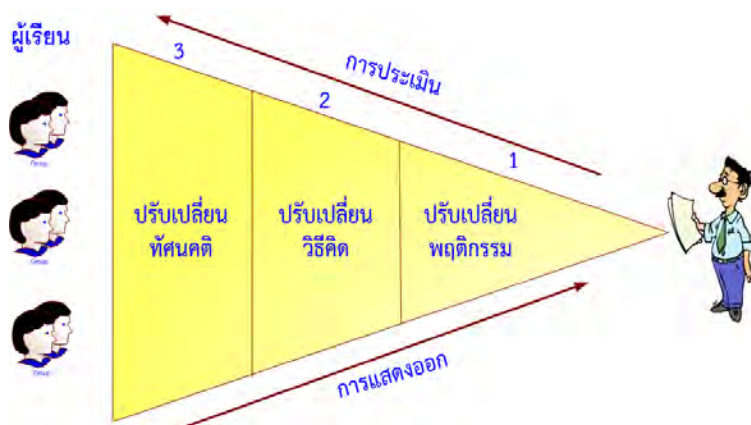 ผู้เรียน
3
การประเมิน
2
1
ปรับเปลี่ยน
ทัศนคติ
ปรับเปลี่ยน
วิธีคิด
ปรับเปลี่ยน
พฤติกรรม
การแสดงออก